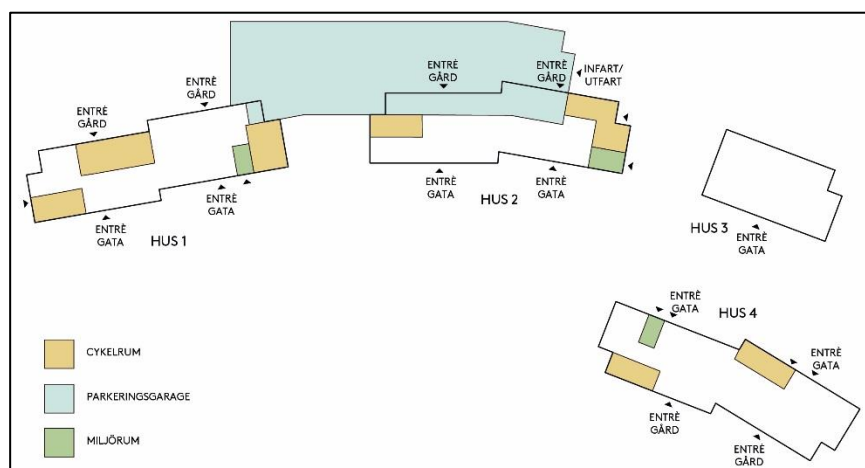 ENTRÈ
GÅRD
ENTRÈ
GÅRD
INFART/
UTFART
ENTRÈ
GÅRD
ENTRÈ
GÅRD
ENTRÈ
GATA
ENTRÈ
GATA
HUS 2
ENTRÈ
GATA
ENTRÈ
GATA
HUS 1
HUS 3
ENTRÈ
GATA
ENTRÈ
GATA
HUS 4
CYKELRUM
ENTRÈ
GATA
PARKERINGSGARAGE
ENTRÈ
GÅRD
MILJÖRUM
ENTRÈ
GÅRD